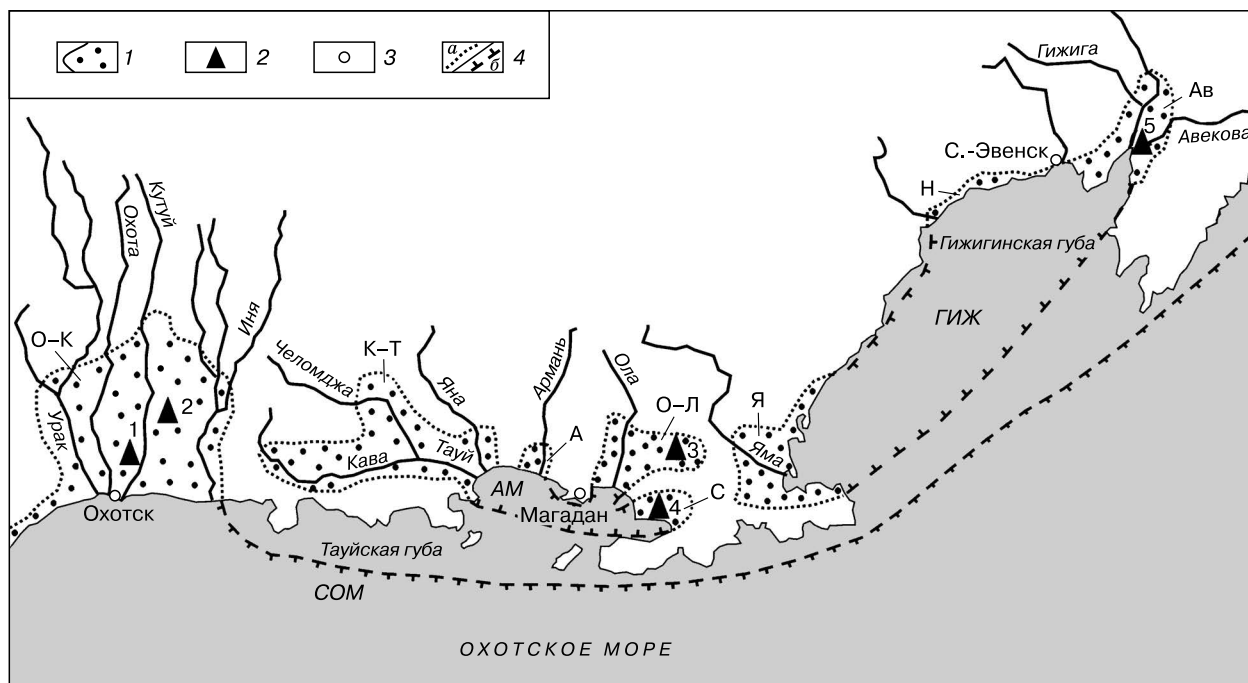 1
2
3
а
б
4
Гижига
Ав
5
Авекова
С.-Эвенск
Н
Гижигинская губа
ГИЖ
Кутуй
Охота
Иня
О–К
Урак
1
2
Охотск
Челомджа
К–Т
Яна
Кава
Тауй
Армань
А
Ола
О–Л
3
Я
Яма
АМ
Магадан
4
С
Тауйская губа
СОМ
ОХОТСКОЕ МОРЕ